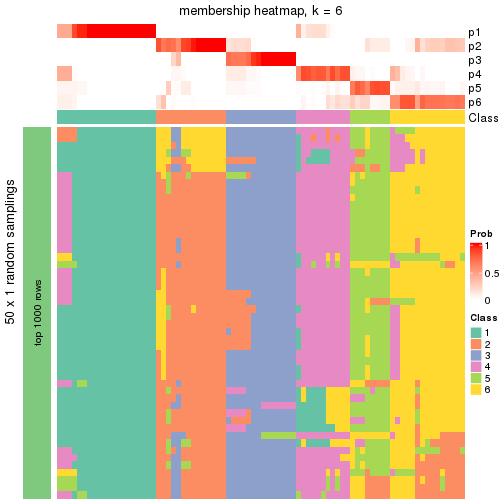 membership heatmap, k = 6
p1
p2
p3
p4
p5
p6
Class
50 x 1 random samplings
top 1000 rows
Prob
1
0.5
0
Class
1
2
3
4
5
6